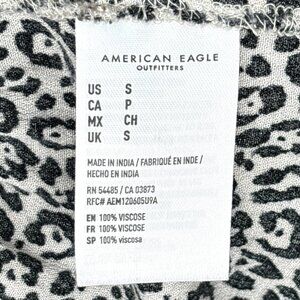 AMERICAN EAGLE
OUTFITTERS
US S
CA P
MX CH
UK S
MADE IN INDIA / FABRIQUÉ EN INDE /
HECHO EN INDIA
RN 54485 / CA 03873
RFC# AEM120605U9A
EN 100% VISCOSE
FR 100% VISCOSE
SP 100% viscosa